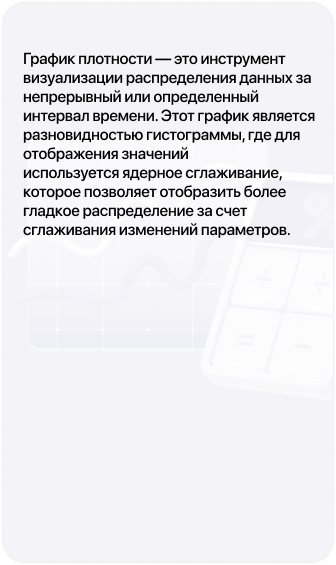 График плотности — это инструмент
визуализации распределения данных за
непрерывный или определенный
интервал времени. Этот график является
разновидностью гистограммы, где для
отображения значений
используется ядерное сглаживание,
которое позволяет отобразить более
гладкое распределение за счет
сглаживания изменений параметров.